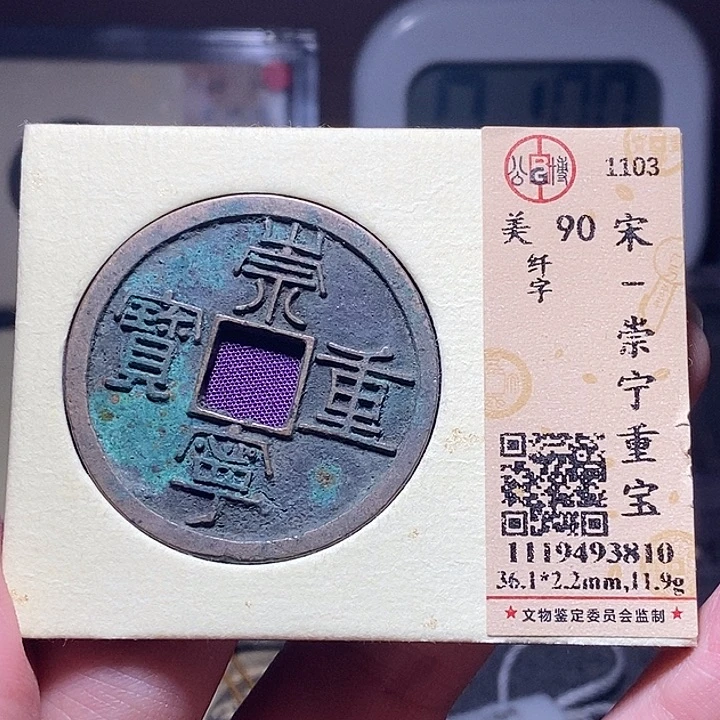 崇
重
寧
寶
公博
1103
美 90
纤字
宋-崇宁重宝
1119493810
36.1*2.2mm,11.9g
★文物鉴定委员会监制★